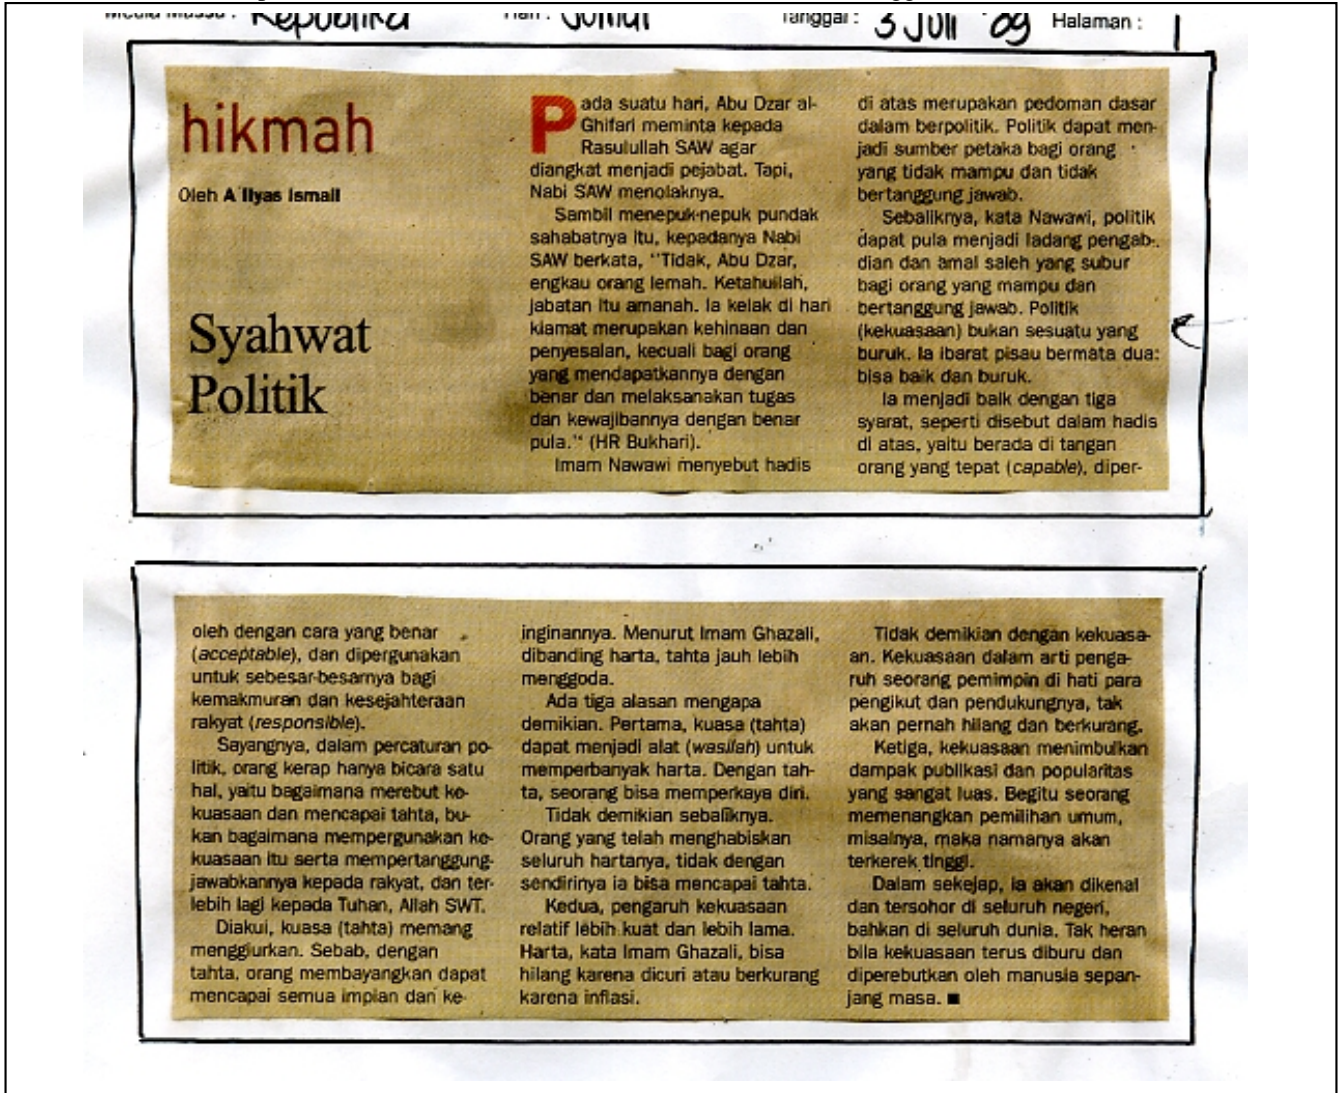 Media Massa : Republika Hari : Jum'at Tanggal : 3 Juli '09 Halaman : 1
hikmah
Oleh A Ilyas Ismail
Syahwat
Politik
Pada suatu hari, Abu Dzar al-
Ghifari meminta kepada
Rasulullah SAW agar
diangkat menjadi pejabat. Tapi,
Nabi SAW menolaknya.
Sambil menepuk-nepuk pundak
sahabatnya itu, kepadanya Nabi
SAW berkata, "Tidak, Abu Dzar,
engkau orang lemah. Ketahuilah,
jabatan itu amanah. Ia kelak di hari
kiamat merupakan kehinaan dan
penyesalan, kecuali bagi orang
yang mendapatkannya dengan
benar dan melaksanakan tugas
dan kewajibannya dengan benar
pula." (HR Bukhari).
Imam Nawawi menyebut hadis
di atas merupakan pedoman dasar
dalam berpolitik. Politik dapat men-
jadi sumber petaka bagi orang
yang tidak mampu dan tidak
bertanggung jawab.
Sebaliknya, kata Nawawi, politik
dapat pula menjadi ladang pengab-
dian dan amal saleh yang subur
bagi orang yang mampu dan
bertanggung jawab. Politik
(kekuasaan) bukan sesuatu yang
buruk. Ia ibarat pisau bermata dua:
bisa baik dan buruk.
Ia menjadi baik dengan tiga
syarat, seperti disebut dalam hadis
di atas, yaitu berada di tangan
orang yang tepat (capable), diper-
oleh dengan cara yang benar
(acceptable), dan dipergunakan
untuk sebesar-besarnya bagi
kemakmuran dan kesejahteraan
rakyat (responsible).
Sayangnya, dalam percaturan po-
litik, orang kerap hanya bicara satu
hal, yaitu bagaimana merebut ke-
kuasaan dan mencapai tahta, bu-
kan bagaimana mempergunakan ke-
kuasaan itu serta mempertanggung-
jawabkannya kepada rakyat, dan ter-
lebih lagi kepada Tuhan, Allah SWT.
Diakui, kuasa (tahta) memang
menggiurkan. Sebab, dengan
tahta, orang membayangkan dapat
mencapai semua impian dan ke-
inginannya. Menurut Imam Ghazali,
dibanding harta, tahta jauh lebih
menggoda.
Ada tiga alasan mengapa
demikian. Pertama, kuasa (tahta)
dapat menjadi alat (wasilah) untuk
memperbanyak harta. Dengan tah-
ta, seorang bisa memperkaya diri.
Tidak demikian sebaliknya.
Orang yang telah menghabiskan
seluruh hartanya, tidak dengan
sendirinya ia bisa mencapai tahta.
Kedua, pengaruh kekuasaan
relatif lebih kuat dan lebih lama.
Harta, kata Imam Ghazali, bisa
hilang karena dicuri atau berkurang
karena inflasi.
Tidak demikian dengan kekuasa-
an. Kekuasaan dalam arti penga-
ruh seorang pemimpin di hati para
pengikut dan pendukungnya, tak
akan pernah hilang dan berkurang.
Ketiga, kekuasaan menimbulkan
dampak publikasi dan popularitas
yang sangat luas. Begitu seorang
memenangkan pemilihan umum,
misalnya, maka namanya akan
terkerek tinggi.
Dalam sekejap, ia akan dikenal
dan tersohor di seluruh negeri,
bahkan di seluruh dunia. Tak heran
bila kekuasaan terus diburu dan
diperebutkan oleh manusia sepan-
jang masa. ■